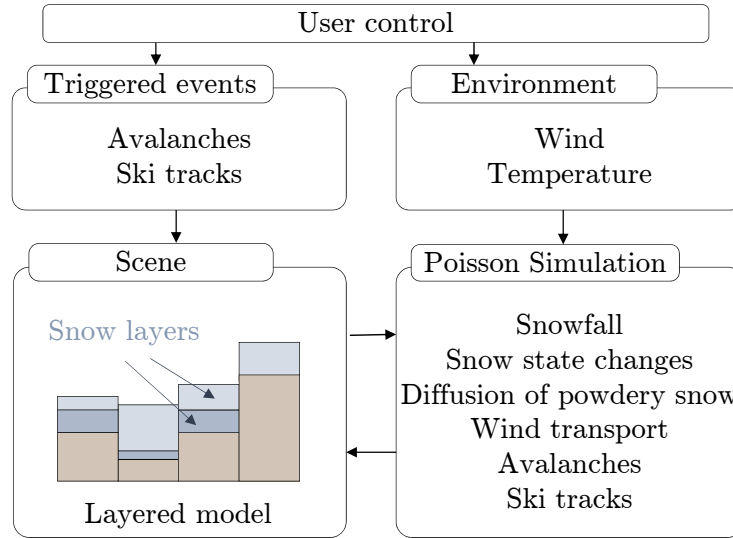 User control
Triggered events
Avalanches
Ski tracks
Environment
Wind
Temperature
Scene
Snow layers
Layered model
Poisson Simulation
Snowfall
Snow state changes
Diffusion of powdery snow
Wind transport
Avalanches
Ski tracks